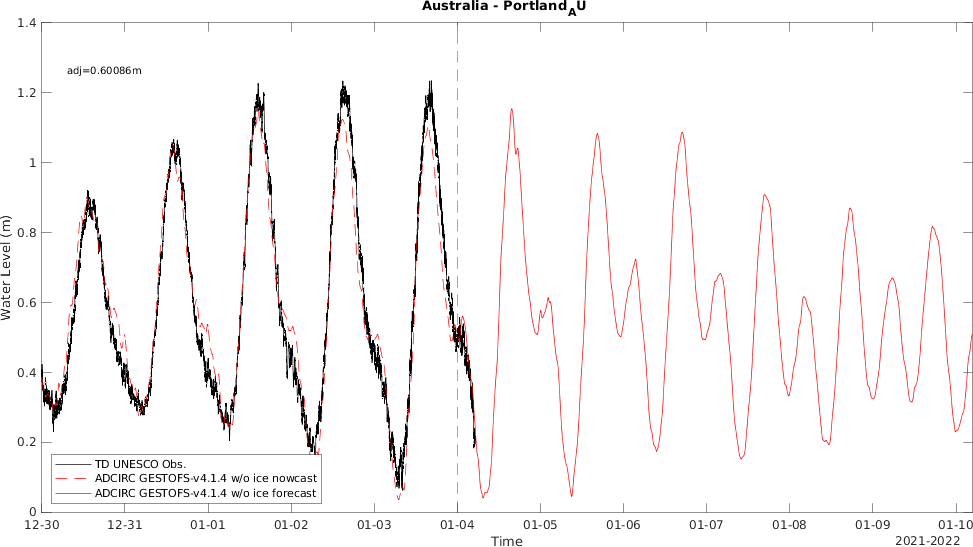 Australia - Portland_AU
1.4
adj=0.60086m
1.2
1
0.8
Water Level (m)
0.6
0.4
0.2
TD UNESCO Obs.
ADCIRC GESTOFS-v4.1.4 w/o ice nowcast
ADCIRC GESTOFS-v4.1.4 w/o ice forecast
0
12-30 12-31 01-01 01-02 01-03 01-04 01-05 01-06 01-07 01-08 01-09 01-10
Time
2021-2022